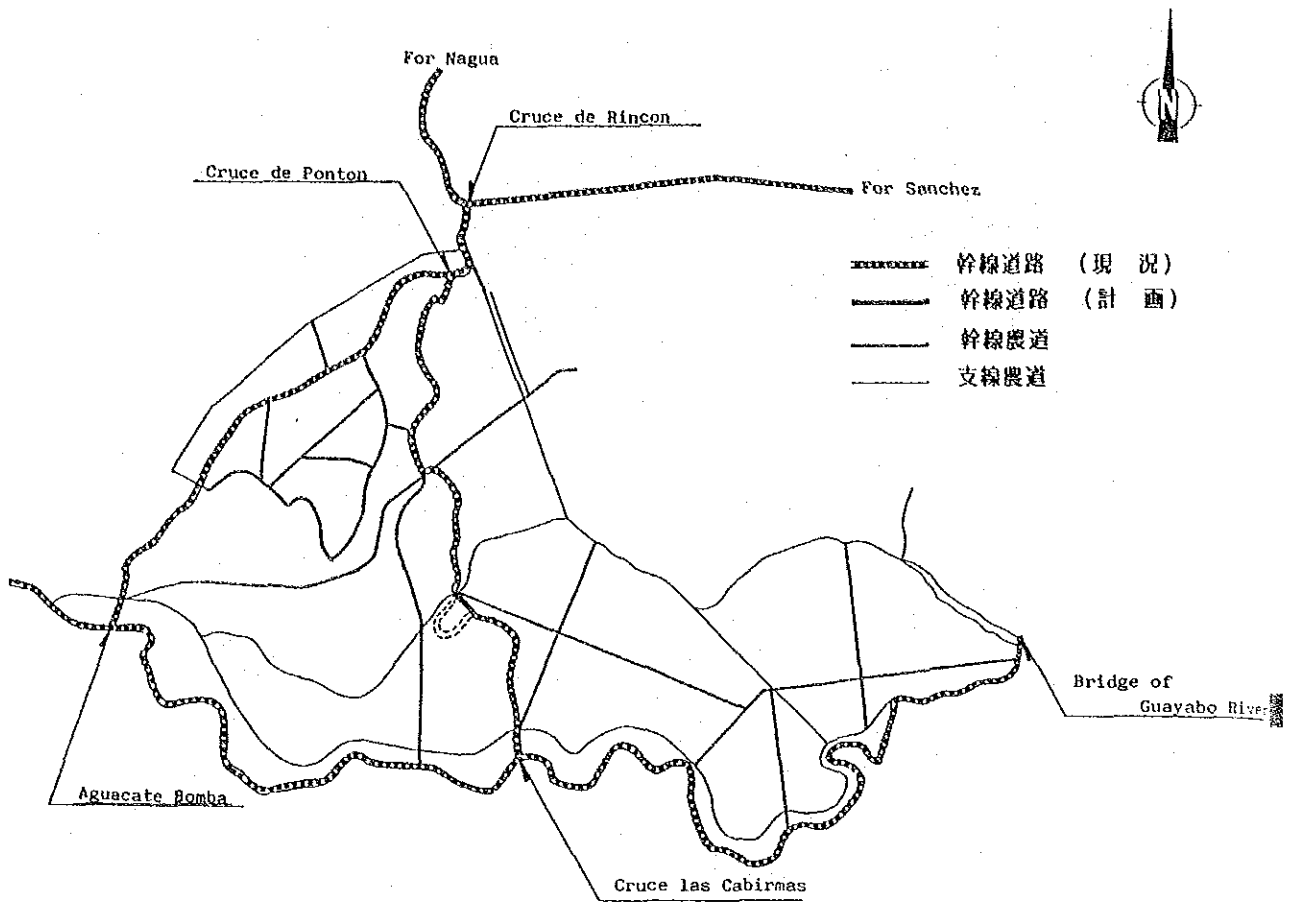 For Nagua
N
Cruce de Rincon
Cruce de Ponton
For Sanchez
幹線道路 (現 況)
幹線道路 (計 画)
幹線農道
支線農道
Bridge of
Guayabo River
Aguacate Bomba
Cruce las Cabirmas